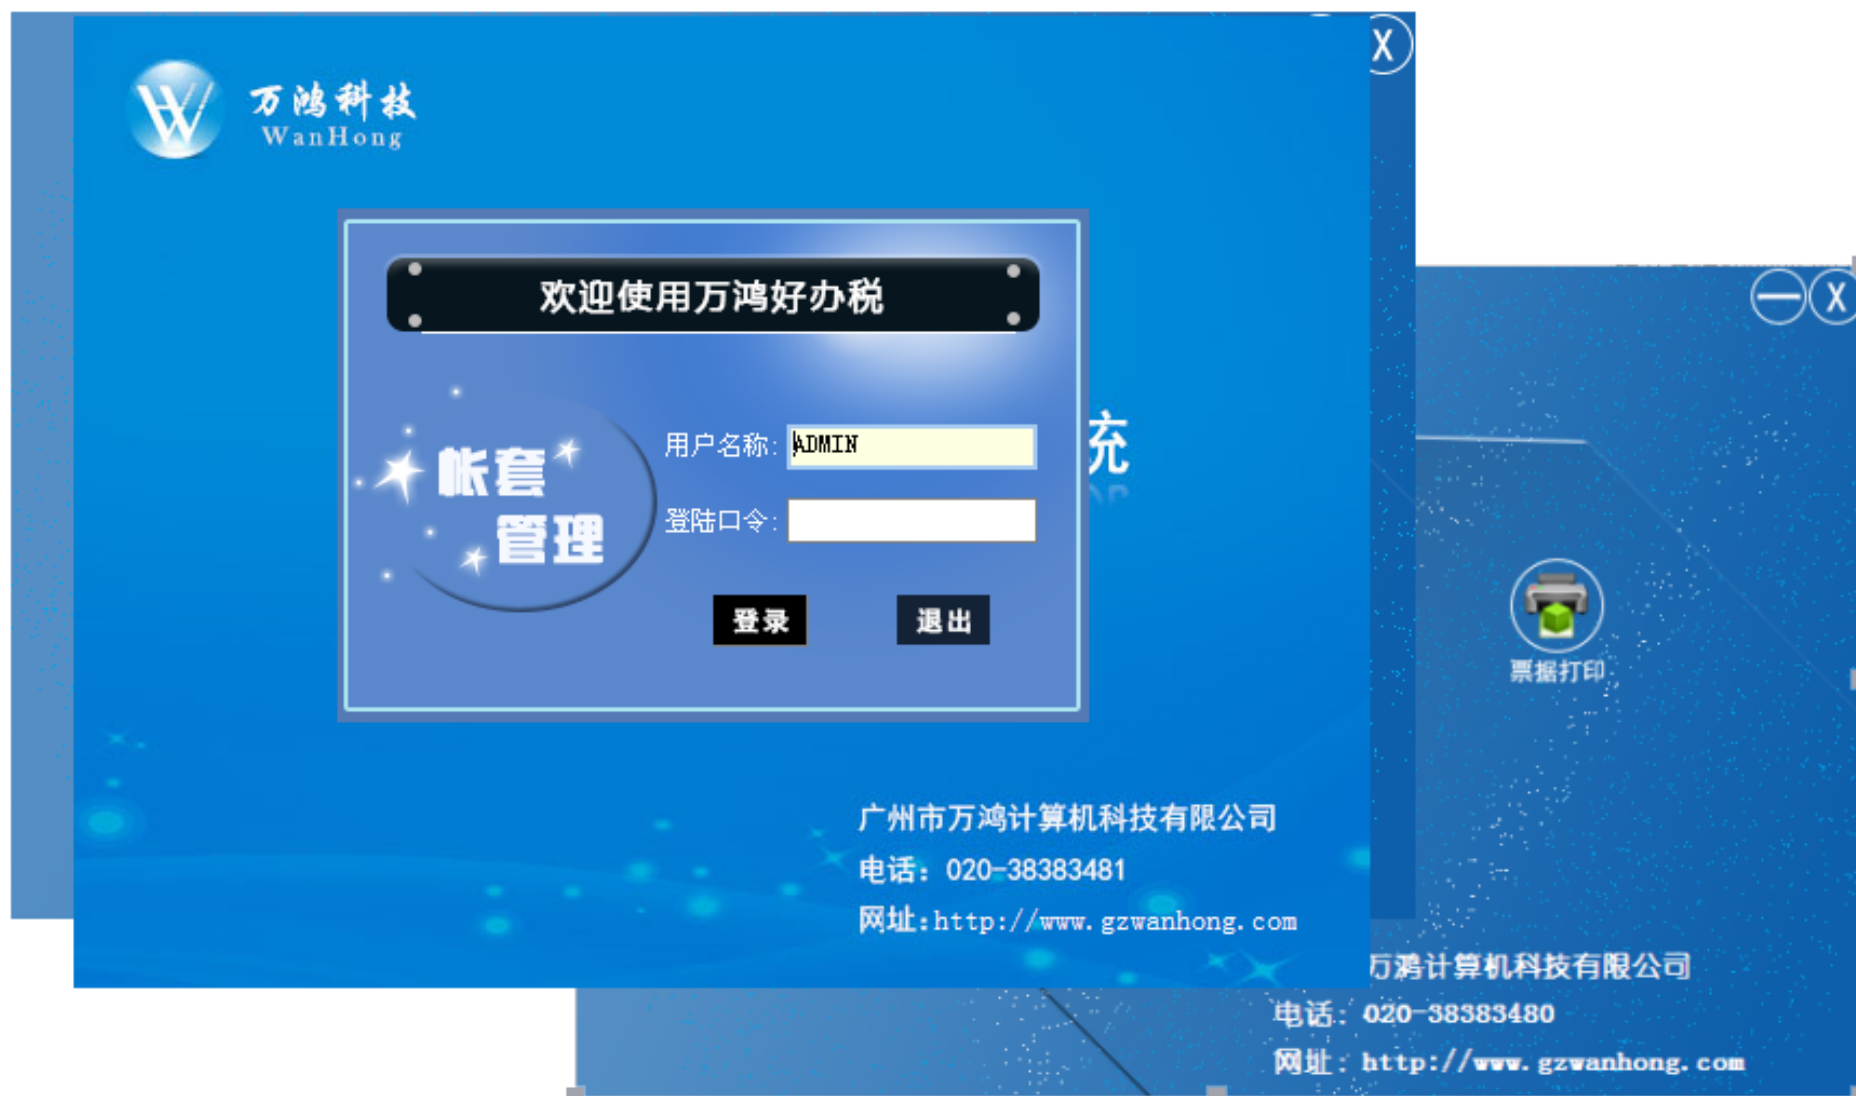 万鸿科技
WanHong
X
欢迎使用万鸿好办税
X
统
帐套
管理
用户名称:
ADMIN
登陆口令:
登录
退出
票据打印
广州市万鸿计算机科技有限公司
电话：020-38383481
网址:http://www.gzwanhong.com
万鸿计算机科技有限公司
电话：020-38383480
网址：http://www.gzwanhong.com